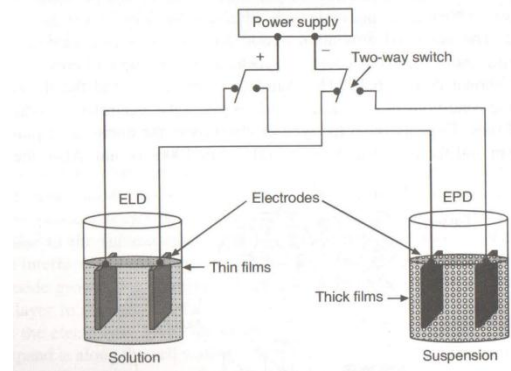 Power supply
+
−
Two-way switch
ELD
Electrodes
EPD
Thin films
Thick films
Solution
Suspension